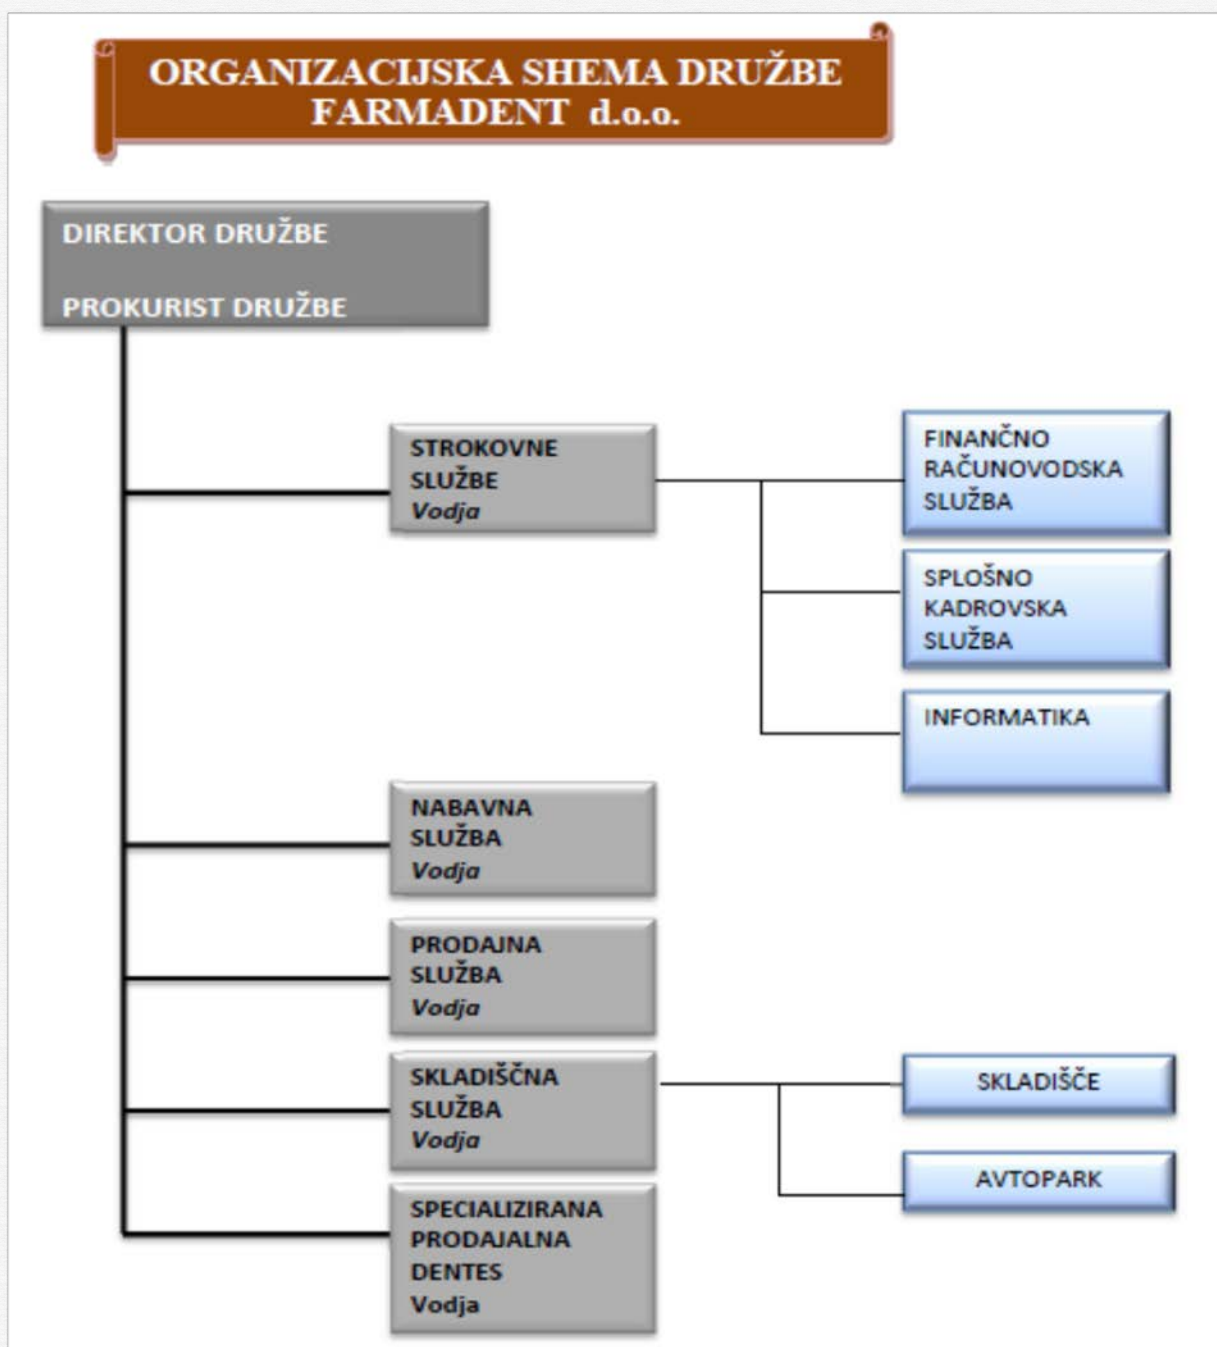 ORGANIZACIJSKA SHEMA DRUŽBE
FARMADENT d.o.o.
DIREKTOR DRUŽBE
PROKURIST DRUŽBE
STROKOVNE
SLUŽBE
Vodja
FINANČNO
RAČUNOVODSKA
SLUŽBA
SPLOŠNO
KADROVSKA
SLUŽBA
INFORMATIKA
NABAVNA
SLUŽBA
Vodja
PRODAJNA
SLUŽBA
Vodja
SKLADIŠČNA
SLUŽBA
Vodja
SKLADIŠČE
AVTOPARK
SPECIALIZIRANA
PRODAJALNA
DENTES
Vodja